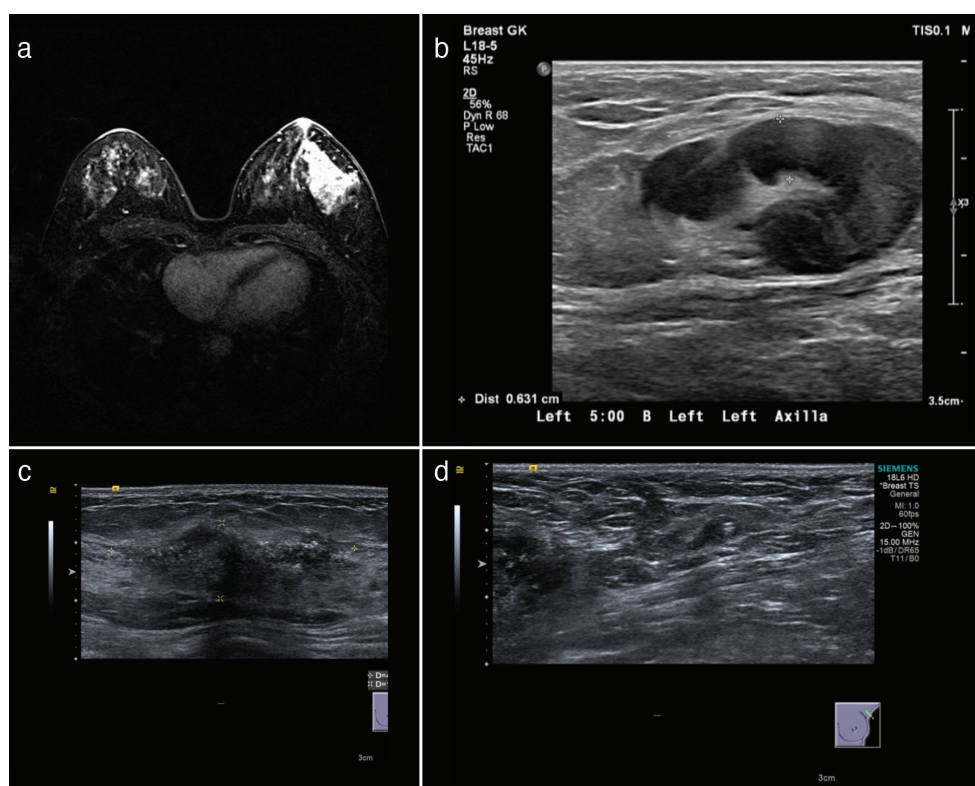 a
b
Breast GK
L18-5
45Hz
RS
2D
56%
Dyn R 68
P Low
Res
TAC1
TIS0.1 M
P
X3
Dist 0.631 cm
3.5cm
Left 5:00 B Left Left Axilla
c
D=
D=
3cm
d
SIEMENS
18L6 HD
*Breast TS
General
MI: 1.0
60fps
2D--100%
GEN
15.00 MHz
-1dB/DR65
T11/B0
3cm